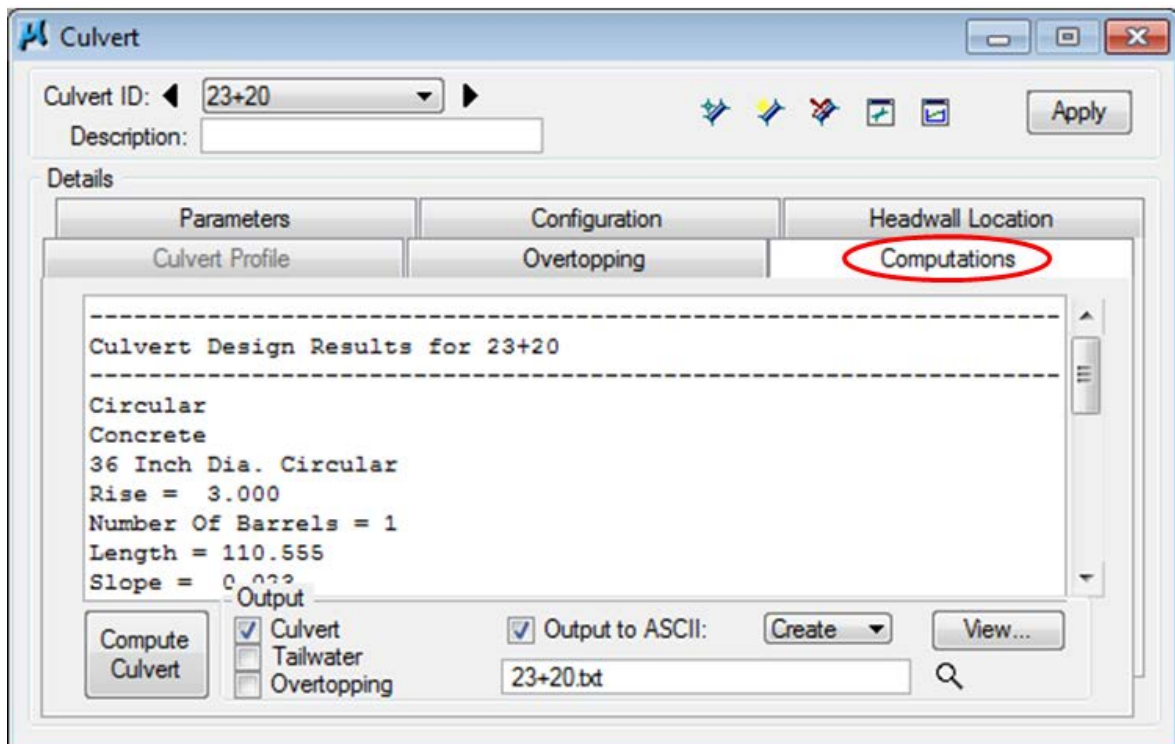 Culvert
Culvert ID: 23+20
Apply
Description:
Details
Parameters Configuration Headwall Location
Culvert Profile Overtopping Computations
------------------------------------------------------------------
Culvert Design Results for 23+20
------------------------------------------------------------------
Circular
Concrete
36 Inch Dia. Circular
Rise = 3.000
Number Of Barrels = 1
Length = 110.555
Slope = 0.023
Output
Compute Culvert
Culvert
Tailwater
Overtopping
Output to ASCII: Create View...
23+20.txt